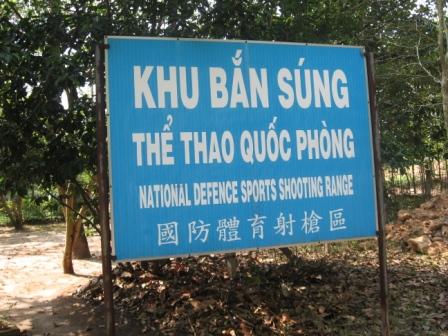 KHU BẮN SÚNG
THỂ THAO QUỐC PHÒNG
NATIONAL DEFENCE SPORTS SHOOTING RANGE
國防體育射槍區